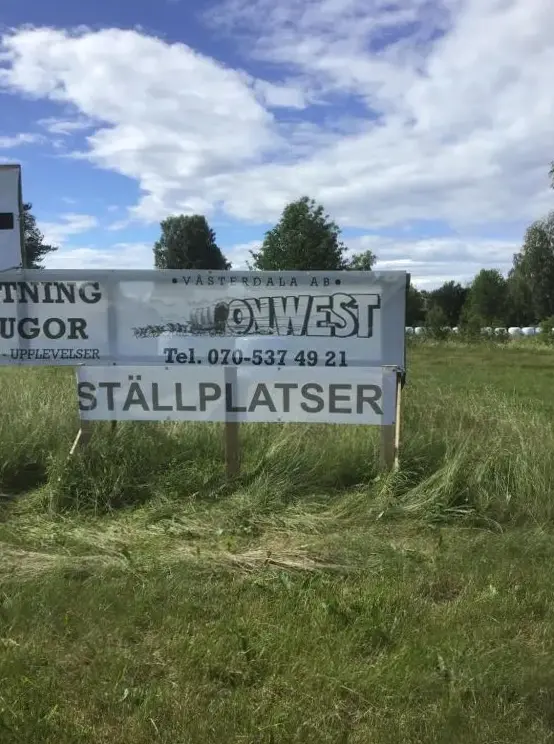 TNING
UGOR
- UPPLEVELSER
• VÄSTERDALA AB •
ONWEST
Tel. 070-537 49 21
STÄLLPLATSER